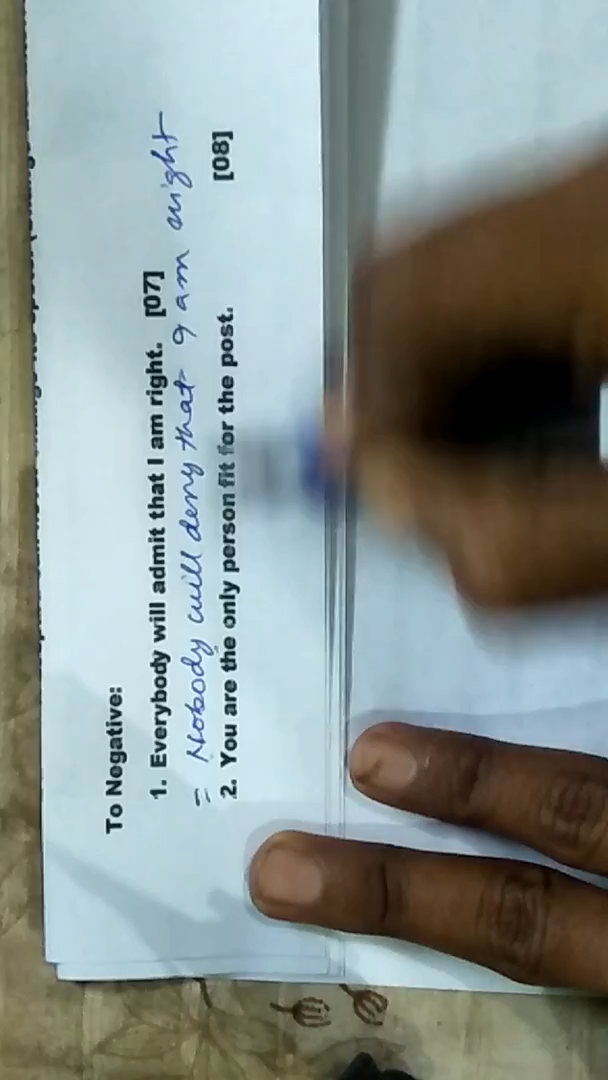 To Negative:
1. Everybody will admit that I am right. [07]
= Nobody will deny that I am right
2. You are the only person fit for the post. [08]